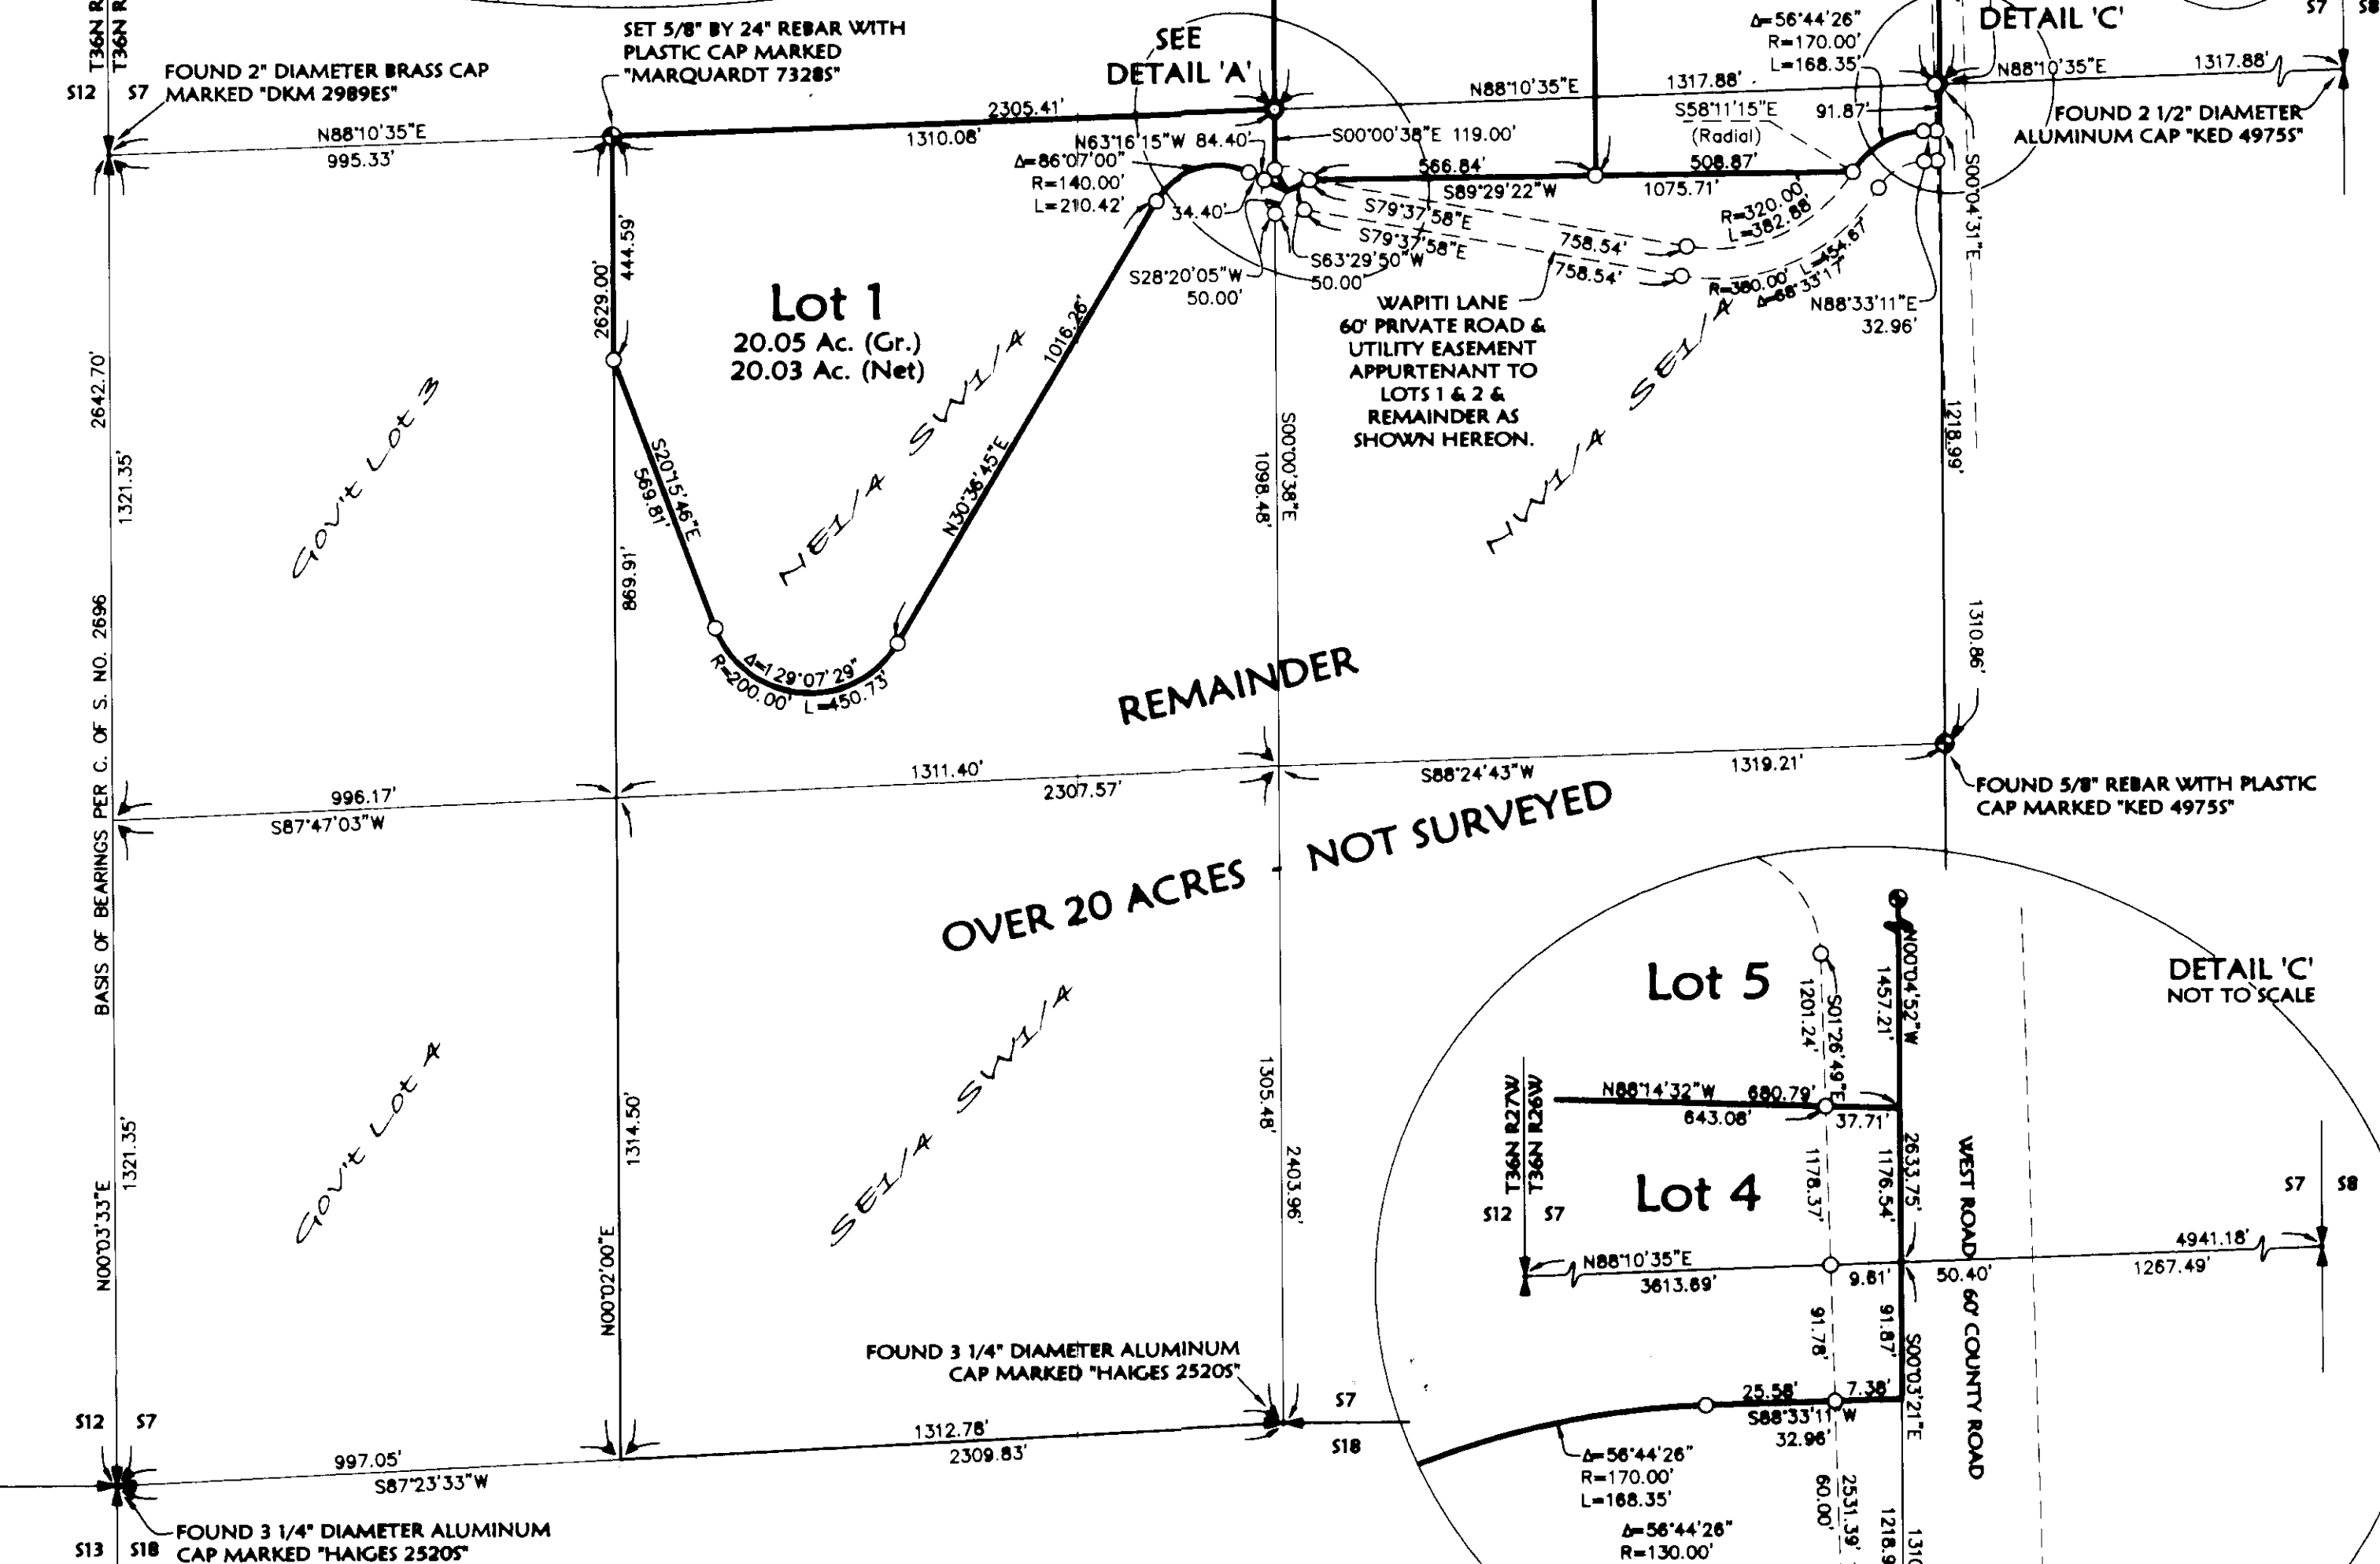 T36N R
T36N R
S12 S7
FOUND 2" DIAMETER BRASS CAP
MARKED "DKM 2989ES"
SET 5/8" BY 24" REBAR WITH
PLASTIC CAP MARKED
"MARQUARDT 7328S"
SEE
DETAIL 'A'
Δ=56°44'26"
R=170.00'
L=168.35'
DETAIL 'C'
S7 S8
N88°10'35"E
995.33'
2305.41'
1310.08'
N88°10'35"E
1317.88'
N88°10'35"E
1317.88'
FOUND 2 1/2" DIAMETER
ALUMINUM CAP "KED 4975S"
N63°16'15"W 84.40'
S00°00'38"E 119.00'
Δ=86°07'00"
R=140.00'
L=210.42'
34.40'
S28°20'05"W
50.00'
S63°29'50"W
50.00'
566.84'
S89°29'22"W
S58°11'15"E
(Radial)
508.87'
1075.71'
91.87'
S79°37'58"E
758.54'
S79°37'58"E
758.54'
R=320.00'
L=382.88'
R=380.00' L=454.67'
Δ=68°33'17"
N88°33'11"E
32.96'
S00°04'31"E
WAPITI LANE
60' PRIVATE ROAD &
UTILITY EASEMENT
APPURTENANT TO
LOTS 1 & 2 &
REMAINDER AS
SHOWN HEREON.
Lot 1
20.05 Ac. (Gr.)
20.03 Ac. (Net)
444.59'
2629.00'
S20°15'46"E
569.81'
869.91'
Δ=129°07'29"
R=200.00' L=450.73'
N30°36'45"E
1016.26'
GOV't Lot 3
NE1/4 SW1/4
NW1/4 SE1/4
S00°00'38"E
1098.48'
1218.99'
1310.86'
2642.70'
1321.35'
BASIS OF BEARINGS PER C. OF S. NO. 2696
REMAINDER
OVER 20 ACRES - NOT SURVEYED
996.17'
S87°47'03"W
1311.40'
2307.57'
S88°24'43"W
1319.21'
FOUND 5/8" REBAR WITH PLASTIC
CAP MARKED "KED 4975S"
GOV't Lot 4
SE1/4 SW1/4
N00°03'33"E
1321.35'
N00°02'00"E
1314.50'
1305.48'
2403.96'
FOUND 3 1/4" DIAMETER ALUMINUM
CAP MARKED "HAIGES 2520S"
S7
S18
S12 S7
S13 S18
997.05'
S87°23'33"W
1312.78'
2309.83'
FOUND 3 1/4" DIAMETER ALUMINUM
CAP MARKED "HAIGES 2520S"
DETAIL 'C'
NOT TO SCALE
Lot 5
1201.24'
S01°26'49"E
1457.21'
N00°04'52"W
N88°14'32"W 680.79'
643.08'
37.71'
T36N R27W
T36N R26W
S12 S7
Lot 4
1178.37'
1176.54'
2633.75'
WEST ROAD 60' COUNTY ROAD
S7 S8
N88°10'35"E
3613.69'
9.61'
50.40'
4941.18'
1267.49'
91.78'
91.87'
S00°03'21"E
25.58' 7.38'
S88°33'11"W
32.96'
Δ=56°44'26"
R=170.00'
L=168.35'
Δ=56°44'26"
R=130.00'
60.00'
2531.39'
1218.9
1310